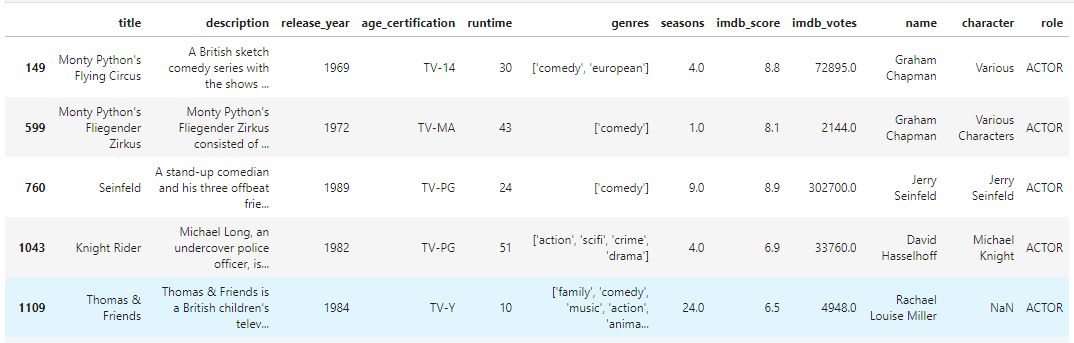 title description release_year age_certification runtime genres seasons imdb_score imdb_votes name character role
149 Monty Python's Flying Circus A British sketch comedy series with the shows ... 1969 TV-14 30 ['comedy', 'european'] 4.0 8.8 72895.0 Graham Chapman Various ACTOR
599 Monty Python's Fliegender Zirkus Monty Python's Fliegender Zirkus consisted of ... 1972 TV-MA 43 ['comedy'] 1.0 8.1 2144.0 Graham Chapman Various Characters ACTOR
760 Seinfeld A stand-up comedian and his three offbeat frie... 1989 TV-PG 24 ['comedy'] 9.0 8.9 302700.0 Jerry Seinfeld Jerry Seinfeld ACTOR
1043 Knight Rider Michael Long, an undercover police officer, is... 1982 TV-PG 51 ['action', 'scifi', 'crime', 'drama'] 4.0 6.9 33760.0 David Hasselhoff Michael Knight ACTOR
1109 Thomas & Friends Thomas & Friends is a British children's telev... 1984 TV-Y 10 ['family', 'comedy', 'music', 'action', 'anima... 24.0 6.5 4948.0 Rachael Louise Miller NaN ACTOR